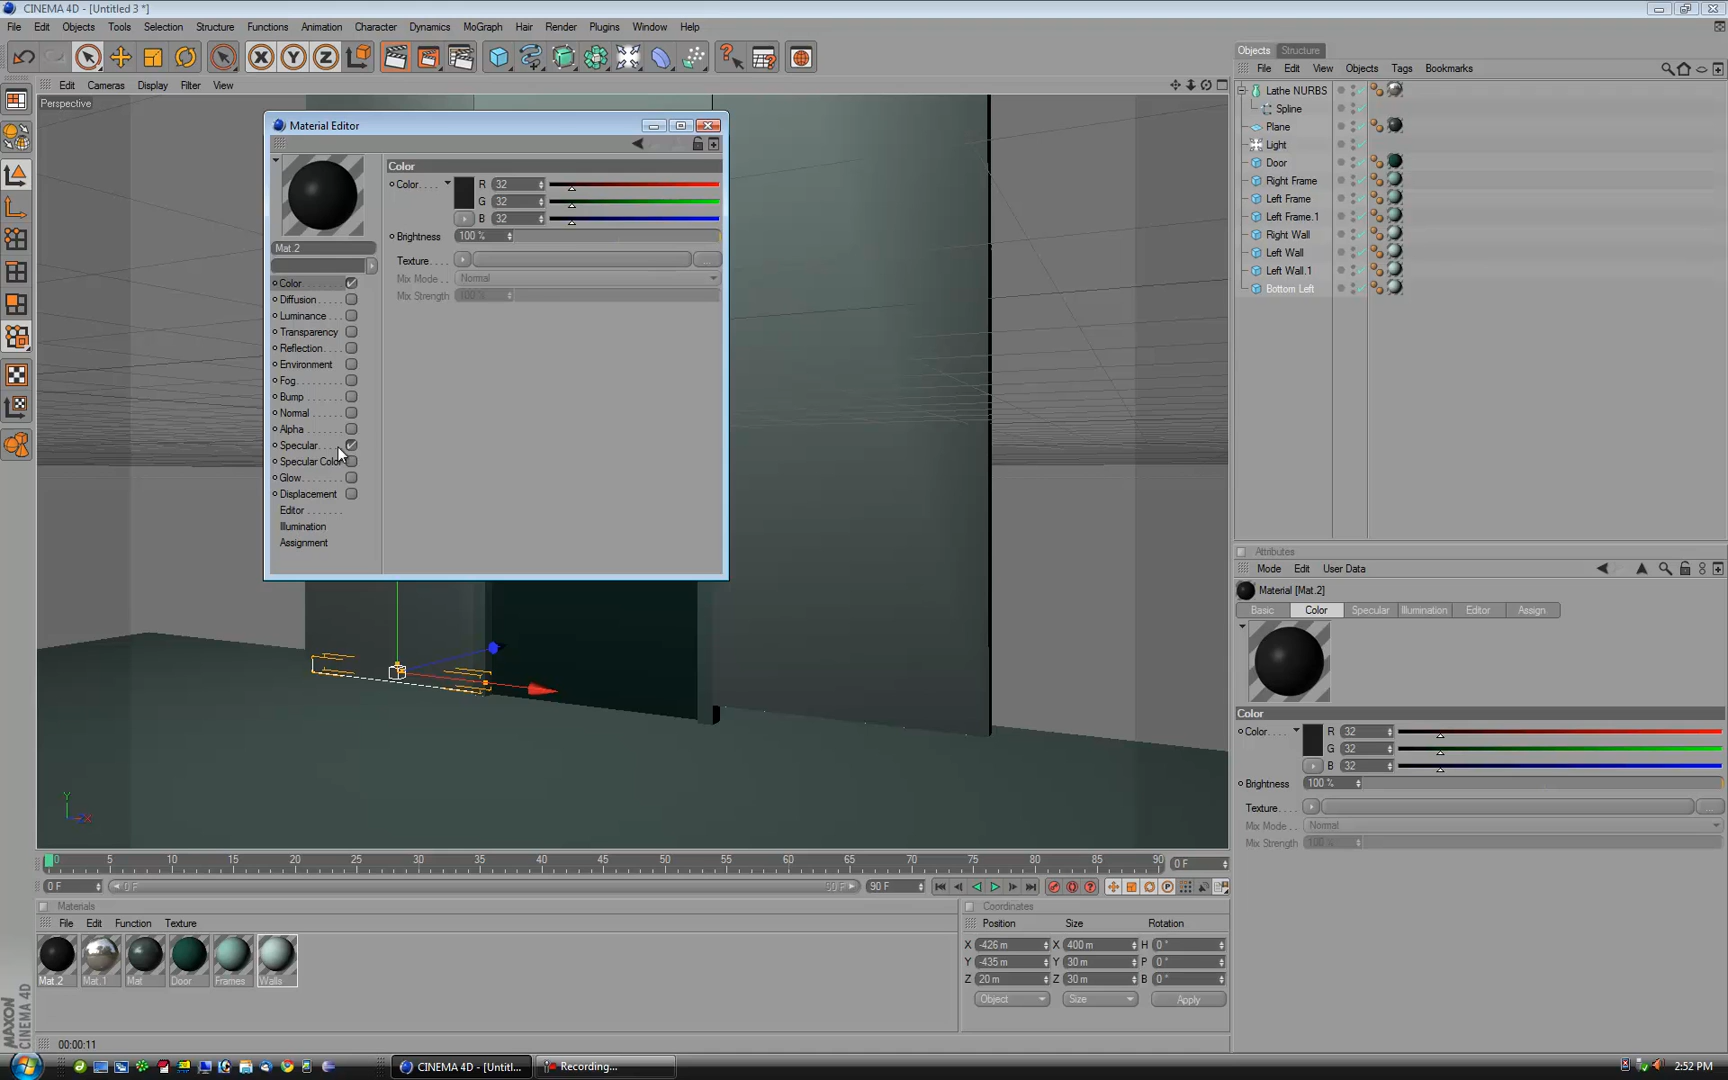 CINEMA 4D - [Untitled 3 *]
File Edit Objects Tools Selection Structure Functions Animation Character Dynamics MoGraph Hair Render Plugins Window Help
Edit Cameras Display Filter View
Perspective
Material Editor
Mat.2
Color
Diffusion
Luminance
Transparency
Reflection
Environment
Fog
Bump
Normal
Alpha
Specular
Specular Color
Glow
Displacement
Editor
Illumination
Assignment
Color
Color R 32
G 32
B 32
Brightness 100 %
Texture ...
Mix Mode Normal
Mix Strength 100 %
Y
X
Objects Structure
File Edit View Objects Tags Bookmarks
Lathe NURBS
Spline
Plane
Light
Door
Right Frame
Left Frame
Left Frame.1
Right Wall
Left Wall
Left Wall.1
Bottom Left
Attributes
Mode Edit User Data
Material [Mat.2]
Basic Color Specular Illumination Editor Assign.
Color
Color R 32
G 32
B 32
Brightness 100 %
Texture ...
Mix Mode Normal
Mix Strength 100 %
0 5 10 15 20 25 30 35 40 45 50 55 60 65 70 75 80 85 90 0 F
0 F 0 F 90 F 90 F
Materials
File Edit Function Texture
Mat.2 Mat.1 Mat Door Frames Walls
Coordinates
Position Size Rotation
X -426 m X 400 m H 0 °
Y -435 m Y 30 m P 0 °
Z 20 m Z 30 m B 0 °
Object Size Apply
MAXON
CINEMA 4D
00:00:11
CINEMA 4D - [Untitl... Recording... 2:52 PM